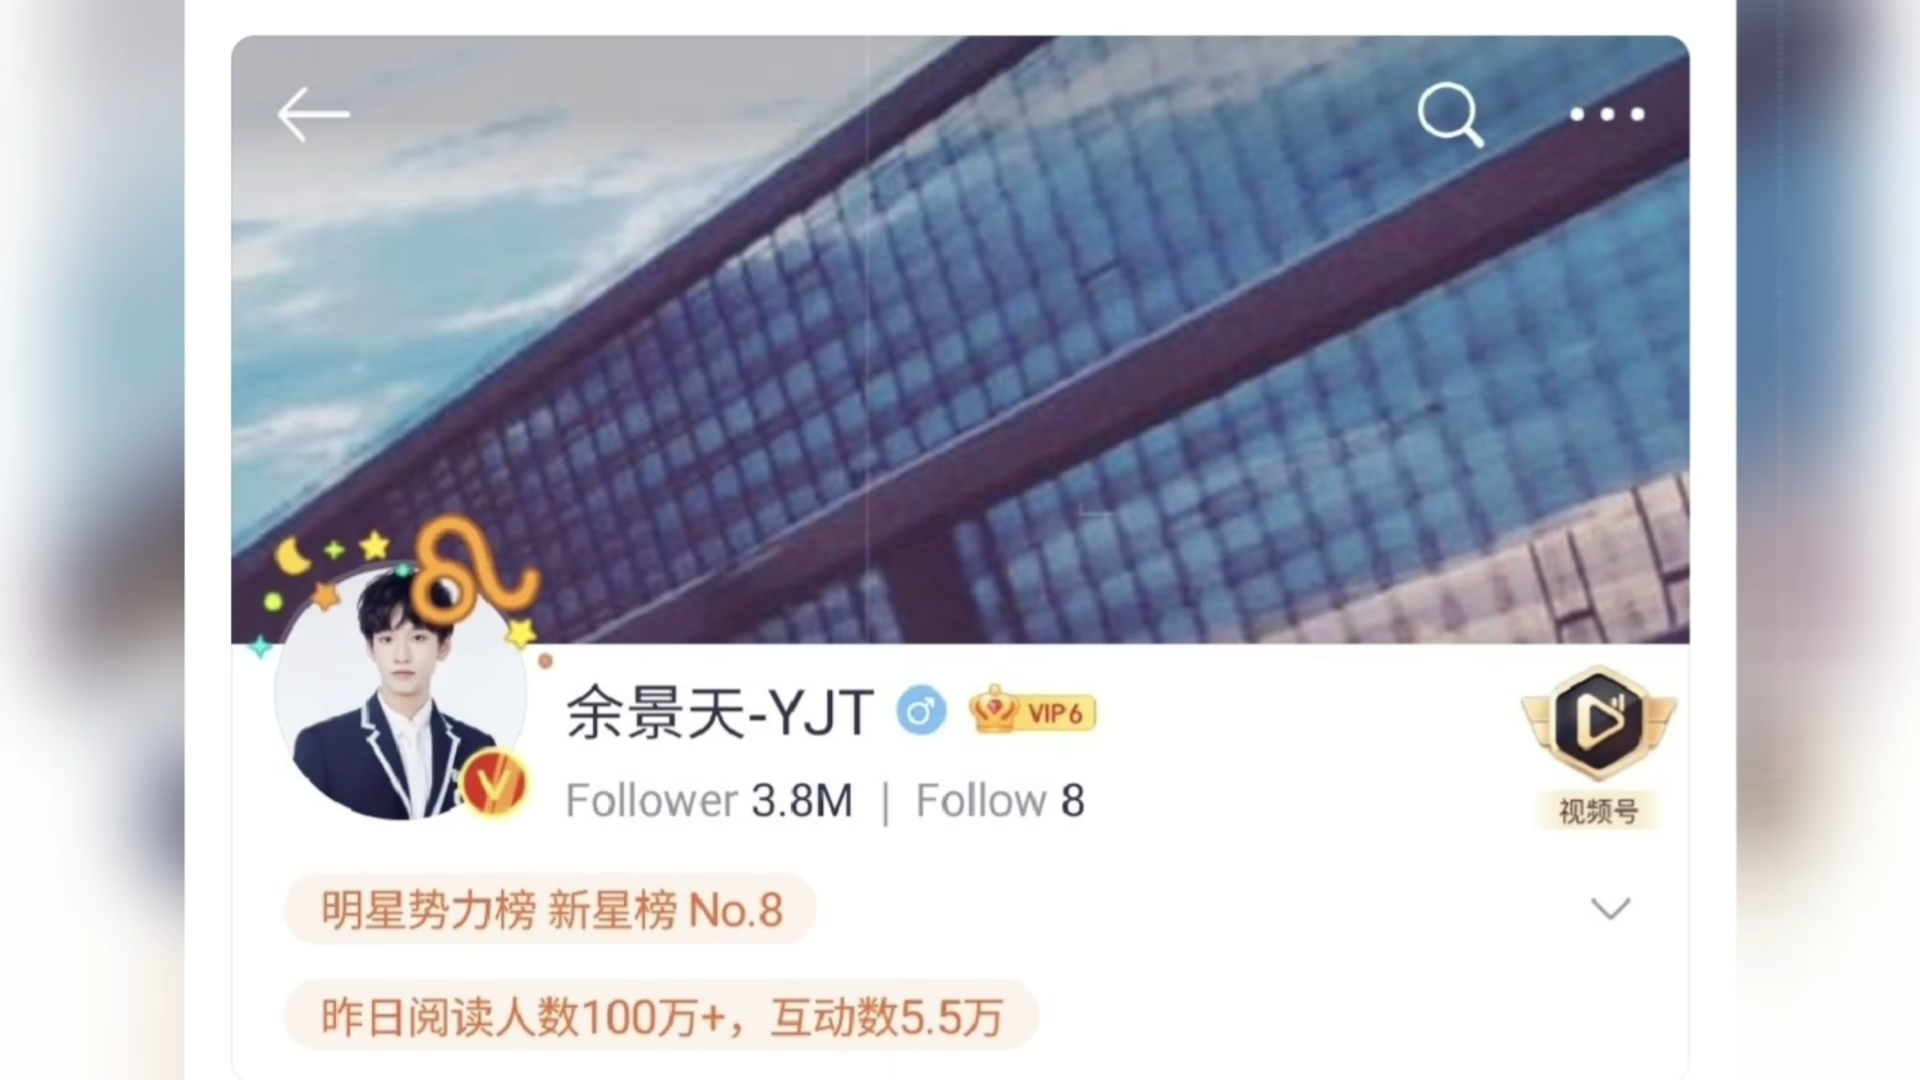 余景天-YJT
VIP 6
Follower 3.8M | Follow 8
视频号
明星势力榜 新星榜 No.8
昨日阅读人数100万+，互动数5.5万